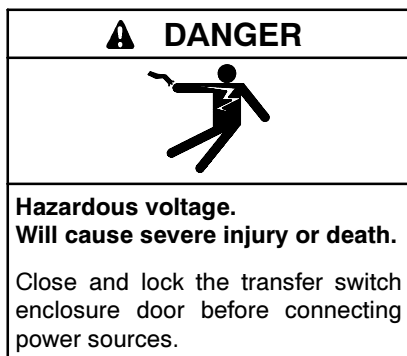 DANGER
Hazardous voltage.
Will cause severe injury or death.
Close and lock the transfer switch
enclosure door before connecting
power sources.